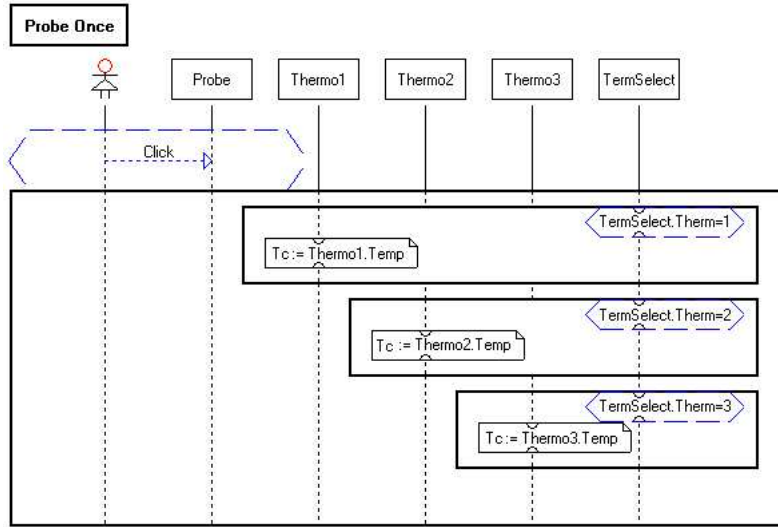 Probe Once
Probe
Thermo1
Thermo2
Thermo3
TermSelect
Click
TermSelect.Therm=1
Tc := Thermo1.Temp
TermSelect.Therm=2
Tc := Thermo2.Temp
TermSelect.Therm=3
Tc := Thermo3.Temp